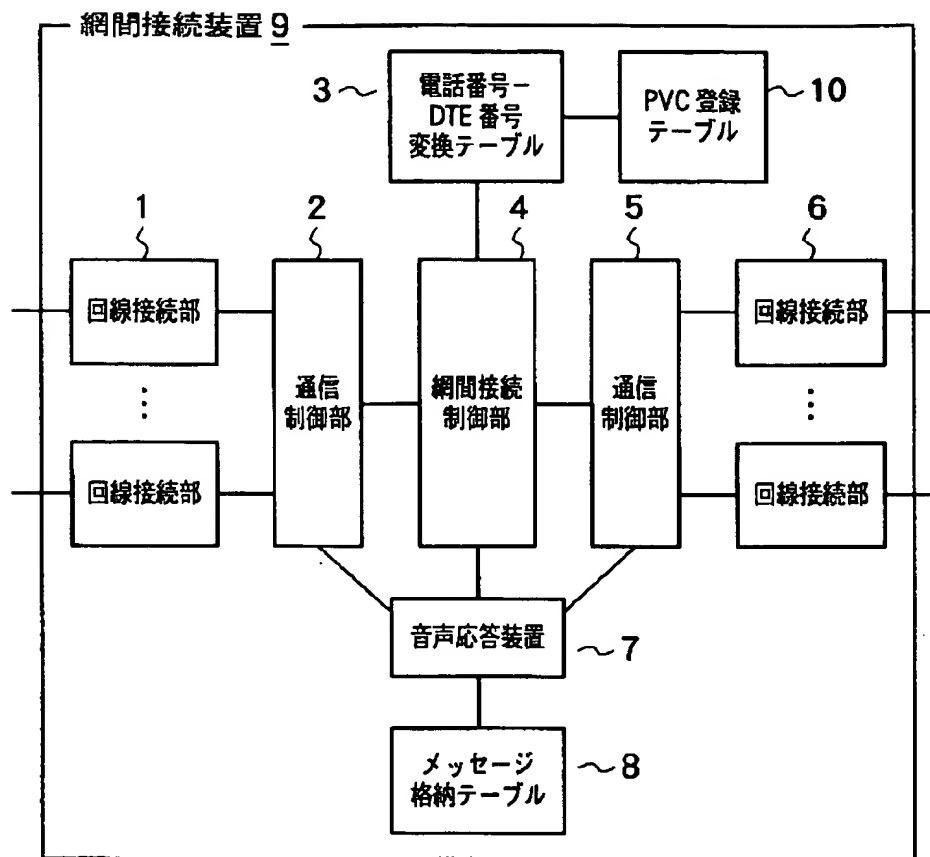 網間接続装置 9
3
電話番号－
DTE 番号
変換テーブル
PVC 登録
テーブル
10
1
2
4
5
6
回線接続部
通信
制御部
網間接続
制御部
通信
制御部
回線接続部
回線接続部
回線接続部
音声応答装置
7
メッセージ
格納テーブル
8